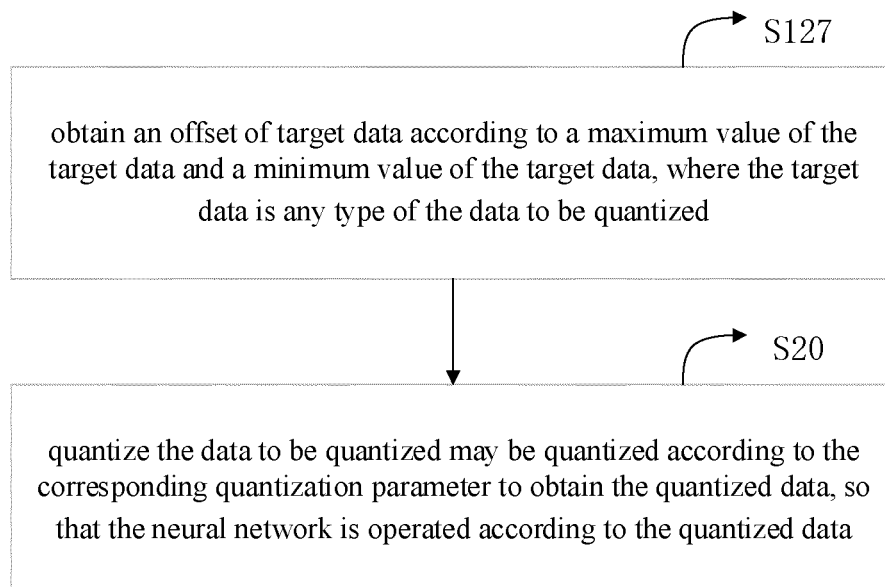 S127
obtain an offset of target data according to a maximum value of the
target data and a minimum value of the target data, where the target
data is any type of the data to be quantized
S20
quantize the data to be quantized may be quantized according to the
corresponding quantization parameter to obtain the quantized data, so
that the neural network is operated according to the quantized data